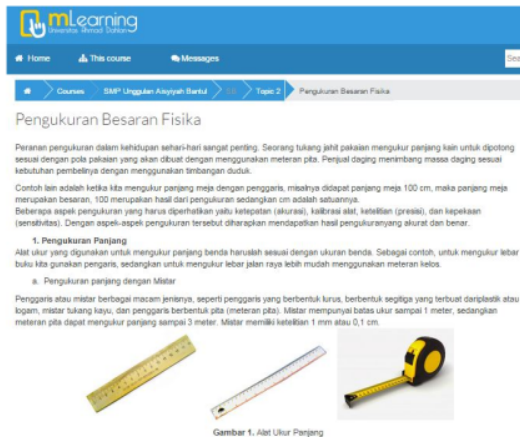 mLearning
Universitas Ahmad Dahlan
Home This course Messages Sea
Courses SMP Unggulan Aisyiyah Bantul Topic 2 Pengukuran Besaran Fisika
Pengukuran Besaran Fisika
Peranan pengukuran dalam kehidupan sehari-hari sangat penting. Seorang tukang jahit pakaian mengukur panjang kain untuk dipotong
sesuai dengan pola pakaian yang akan dibuat dengan menggunakan meteran pita. Penjual daging menimbang massa daging sesuai
kebutuhan pembelinya dengan menggunakan timbangan duduk.
Contoh lain adalah ketika kita mengukur panjang meja dengan penggaris, misalnya didapat panjang meja 100 cm, maka panjang meja
merupakan besaran, 100 merupakan hasil dari pengukuran sedangkan cm adalah satuannya.
Beberapa aspek pengukuran yang harus diperhatikan yaitu ketepatan (akurasi), kalibrasi alat, ketelitian (presisi), dan kepekaan
(sensitivitas). Dengan aspek-aspek pengukuran tersebut diharapkan mendapatkan hasil pengukuranyang akurat dan benar.
1. Pengukuran Panjang
Alat ukur yang digunakan untuk mengukur panjang benda haruslah sesuai dengan ukuran benda. Sebagai contoh, untuk mengukur lebar
buku kita gunakan pengaris, sedangkan untuk mengukur lebar jalan raya lebih mudah menggunakan meteran kelos.
a. Pengukuran panjang dengan Mistar
Penggaris atau mistar berbagai macam jenisnya, seperti penggaris yang berbentuk lurus, berbentuk segitiga yang terbuat dariplastik atau
logam, mistar tukang kayu, dan penggaris berbentuk pita (meteran pita). Mistar mempunyai batas ukur sampai 1 meter, sedangkan
meteran pita dapat mengukur panjang sampai 3 meter. Mistar memiliki ketelitian 1 mm atau 0,1 cm.
Gambar 1. Alat Ukur Panjang